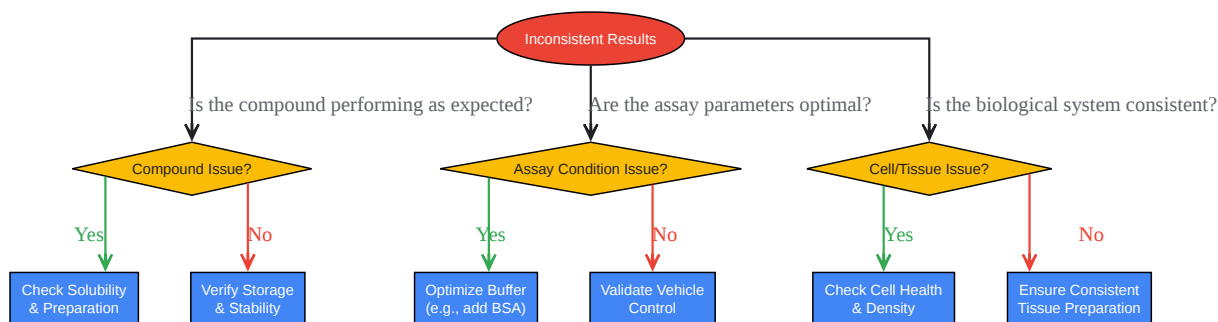 Inconsistent Results
Is the compound performing as expected?
Are the assay parameters optimal?
Is the biological system consistent?
Compound Issue?
Assay Condition Issue?
Cell/Tissue Issue?
Yes
No
Yes
No
Yes
No
Check Solubility
& Preparation
Verify Storage
& Stability
Optimize Buffer
(e.g., add BSA)
Validate Vehicle
Control
Check Cell Health
& Density
Ensure Consistent
Tissue Preparation